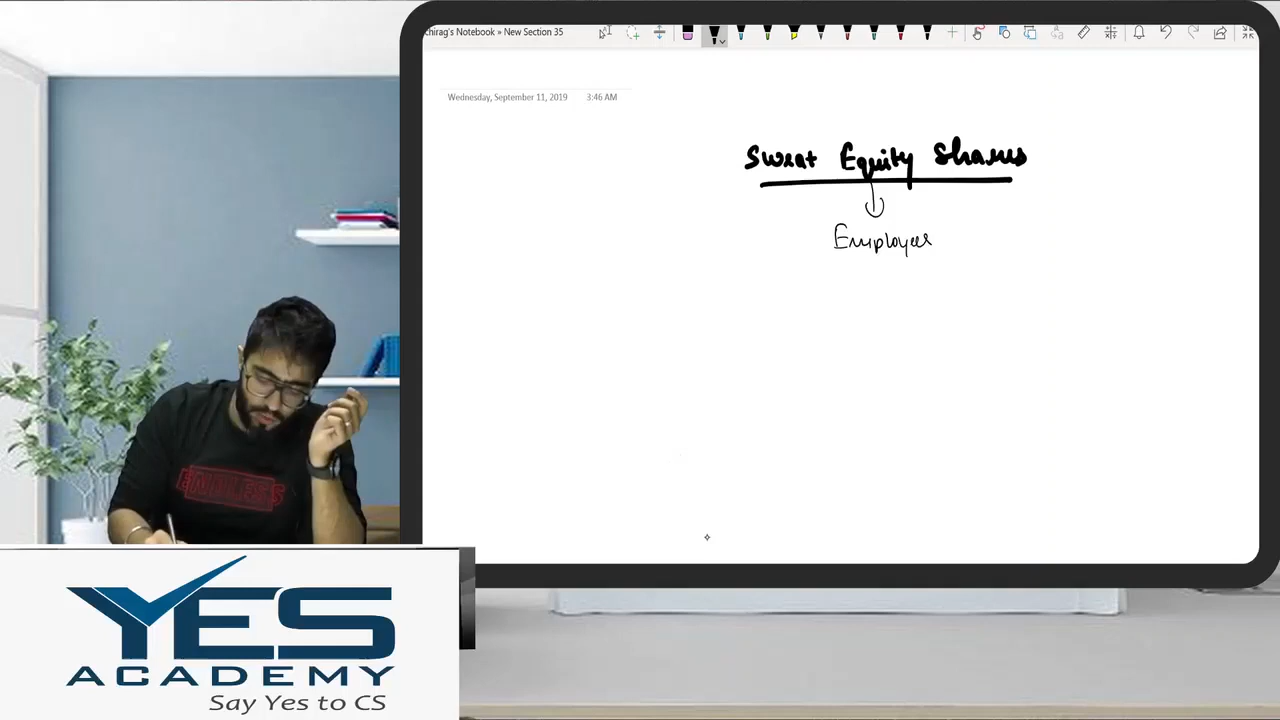 chirag's Notebook » New Section 35
Wednesday, September 11, 2019 3:46 AM
Sweat Equity Shares
Employees
ENDLESS
YES
ACADEMY
Say Yes to CS